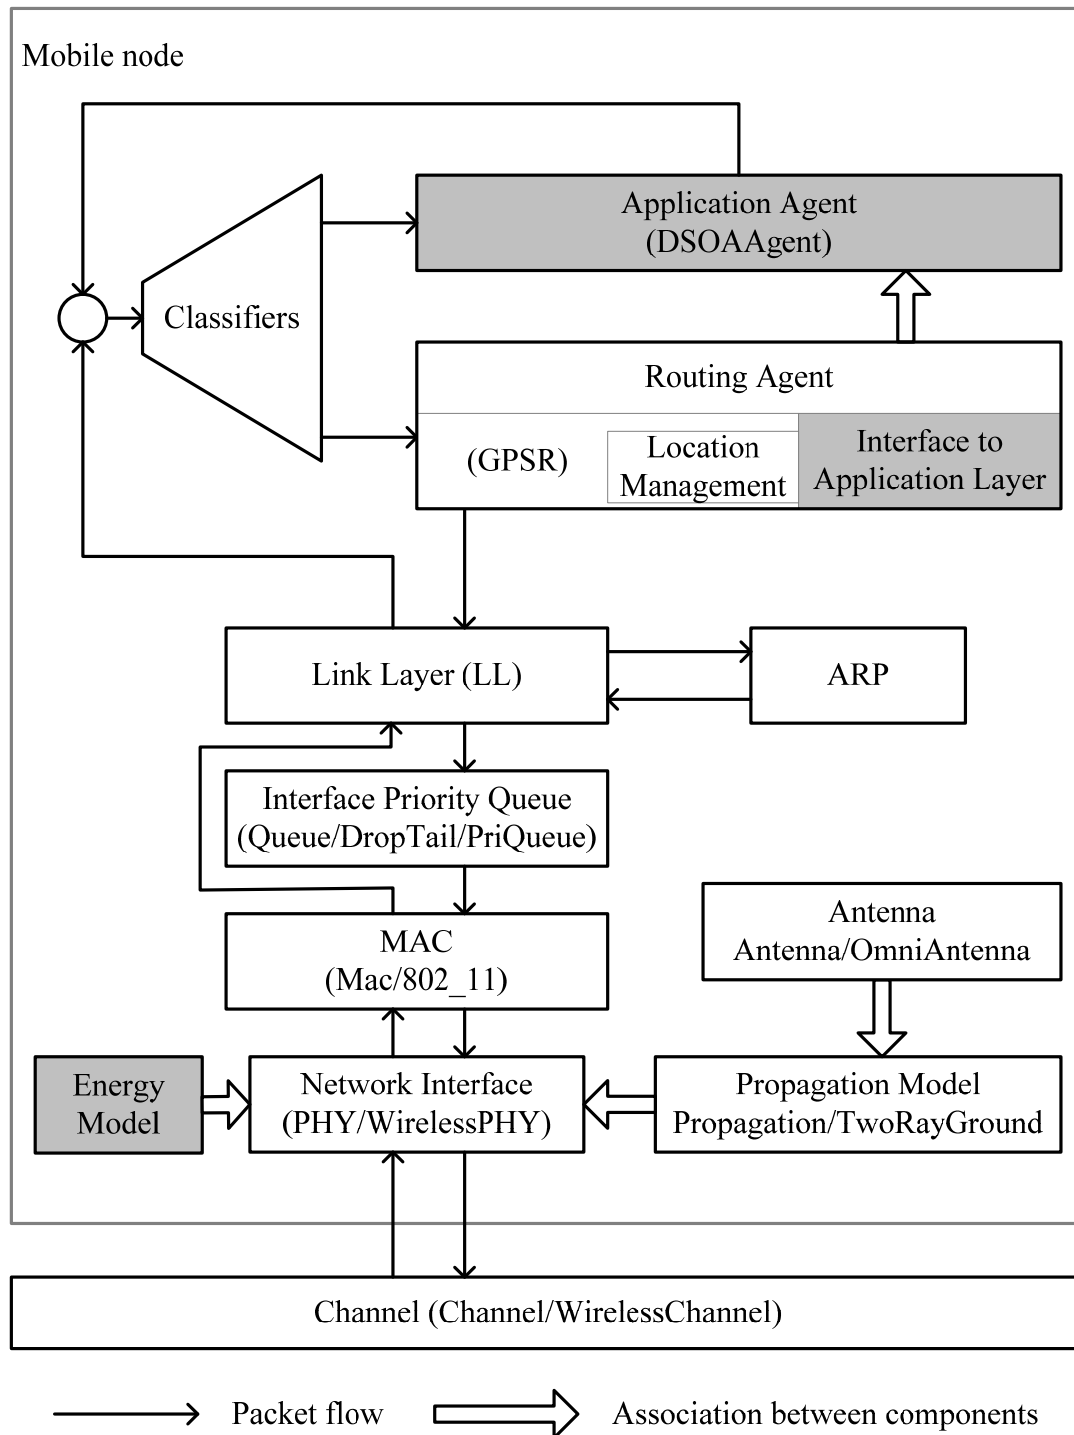 Mobile node
Application Agent
(DSOAAgent)
Classifiers
Routing Agent
(GPSR)
Location
Management
Interface to
Application Layer
Link Layer (LL)
ARP
Interface Priority Queue
(Queue/DropTail/PriQueue)
Antenna
Antenna/OmniAntenna
MAC
(Mac/802_11)
Energy
Model
Network Interface
(PHY/WirelessPHY)
Propagation Model
Propagation/TwoRayGround
Channel (Channel/WirelessChannel)
Packet flow
Association between components